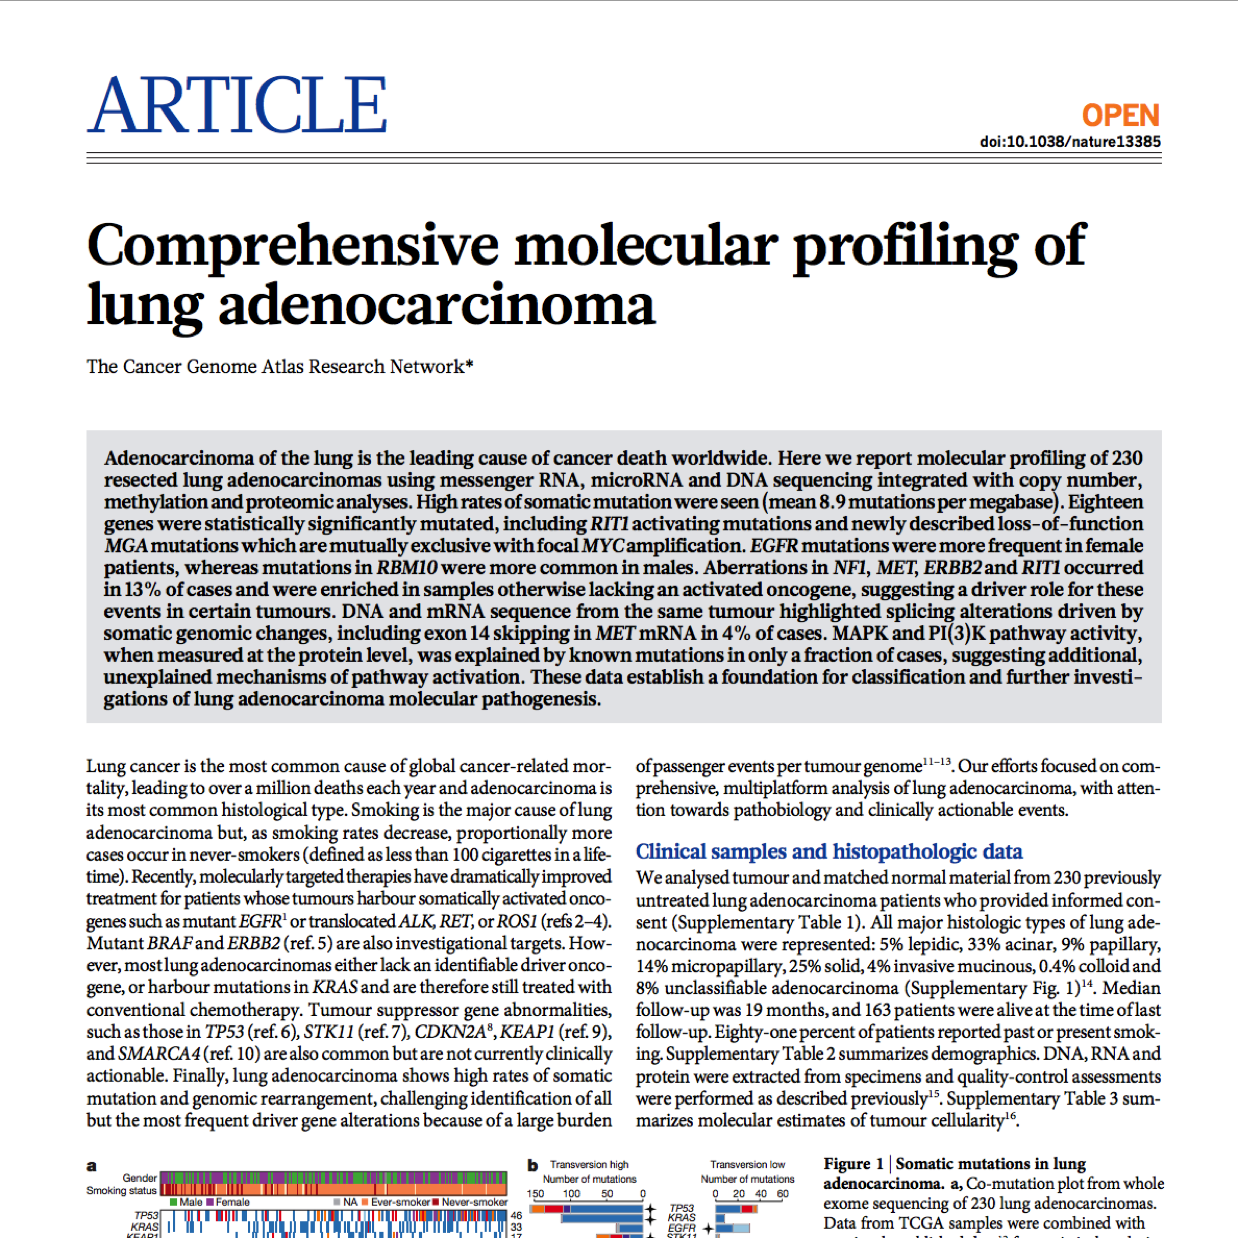 ARTICLE
OPEN
doi:10.1038/nature13385
Comprehensive molecular profiling of
lung adenocarcinoma
The Cancer Genome Atlas Research Network*
Adenocarcinoma of the lung is the leading cause of cancer death worldwide. Here we report molecular profiling of 230
resected lung adenocarcinomas using messenger RNA, microRNA and DNA sequencing integrated with copy number,
methylation and proteomic analyses. High rates of somatic mutation were seen (mean 8.9 mutations per megabase). Eighteen
genes were statistically significantly mutated, including RIT1 activating mutations and newly described loss-of-function
MGA mutations which are mutually exclusive with focal MYC amplification. EGFR mutations were more frequent in female
patients, whereas mutations in RBM10 were more common in males. Aberrations in NF1, MET, ERBB2 and RIT1 occurred
in 13% of cases and were enriched in samples otherwise lacking an activated oncogene, suggesting a driver role for these
events in certain tumours. DNA and mRNA sequence from the same tumour highlighted splicing alterations driven by
somatic genomic changes, including exon 14 skipping in MET mRNA in 4% of cases. MAPK and PI(3)K pathway activity,
when measured at the protein level, was explained by known mutations in only a fraction of cases, suggesting additional,
unexplained mechanisms of pathway activation. These data establish a foundation for classification and further investi-
gations of lung adenocarcinoma molecular pathogenesis.
Lung cancer is the most common cause of global cancer-related mor-
tality, leading to over a million deaths each year and adenocarcinoma is
its most common histological type. Smoking is the major cause of lung
adenocarcinoma but, as smoking rates decrease, proportionally more
cases occur in never-smokers (defined as less than 100 cigarettes in a life-
time). Recently, molecularly targeted therapies have dramatically improved
treatment for patients whose tumours harbour somatically activated onco-
genes such as mutant EGFR¹ or translocated ALK, RET, or ROS1 (refs 2–4).
Mutant BRAF and ERBB2 (ref. 5) are also investigational targets. How-
ever, most lung adenocarcinomas either lack an identifiable driver onco-
gene, or harbour mutations in KRAS and are therefore still treated with
conventional chemotherapy. Tumour suppressor gene abnormalities,
such as those in TP53 (ref. 6), STK11 (ref. 7), CDKN2A⁸, KEAP1 (ref. 9),
and SMARCA4 (ref. 10) are also common but are not currently clinically
actionable. Finally, lung adenocarcinoma shows high rates of somatic
mutation and genomic rearrangement, challenging identification of all
but the most frequent driver gene alterations because of a large burden
of passenger events per tumour genome¹¹⁻¹³. Our efforts focused on com-
prehensive, multiplatform analysis of lung adenocarcinoma, with atten-
tion towards pathobiology and clinically actionable events.
Clinical samples and histopathologic data
We analysed tumour and matched normal material from 230 previously
untreated lung adenocarcinoma patients who provided informed con-
sent (Supplementary Table 1). All major histologic types of lung ade-
nocarcinoma were represented: 5% lepidic, 33% acinar, 9% papillary,
14% micropapillary, 25% solid, 4% invasive mucinous, 0.4% colloid and
8% unclassifiable adenocarcinoma (Supplementary Fig. 1)¹⁴. Median
follow-up was 19 months, and 163 patients were alive at the time of last
follow-up. Eighty-one percent of patients reported past or present smok-
ing. Supplementary Table 2 summarizes demographics. DNA, RNA and
protein were extracted from specimens and quality-control assessments
were performed as described previously¹⁵. Supplementary Table 3 sum-
marizes molecular estimates of tumour cellularity¹⁶.
a
Gender
Smoking status
Male Female NA Ever-smoker Never-smoker
TP53 46
KRAS 33
KEAP1 17
b
Transversion high Transversion low
Number of mutations Number of mutations
150 100 50 0 0 20 40 60
TP53
KRAS
EGFR
STK11
Figure 1 | Somatic mutations in lung
adenocarcinoma. a, Co-mutation plot from whole
exome sequencing of 230 lung adenocarcinomas.
Data from TCGA samples were combined with